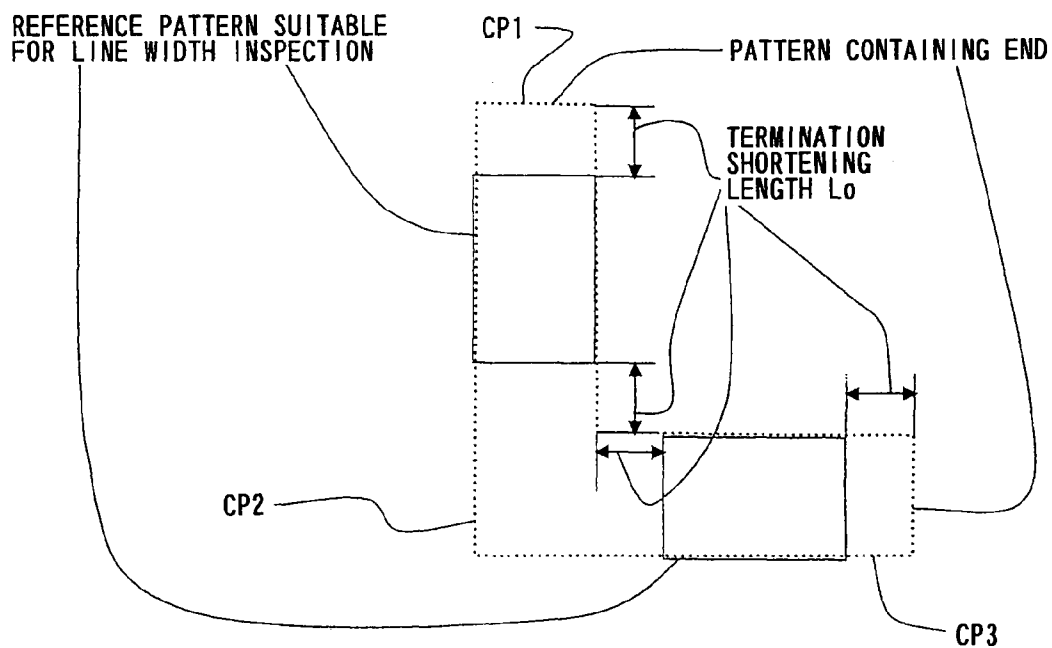 REFERENCE PATTERN SUITABLE
FOR LINE WIDTH INSPECTION
CP1
PATTERN CONTAINING END
TERMINATION
SHORTENING
LENGTH Lo
CP2
CP3